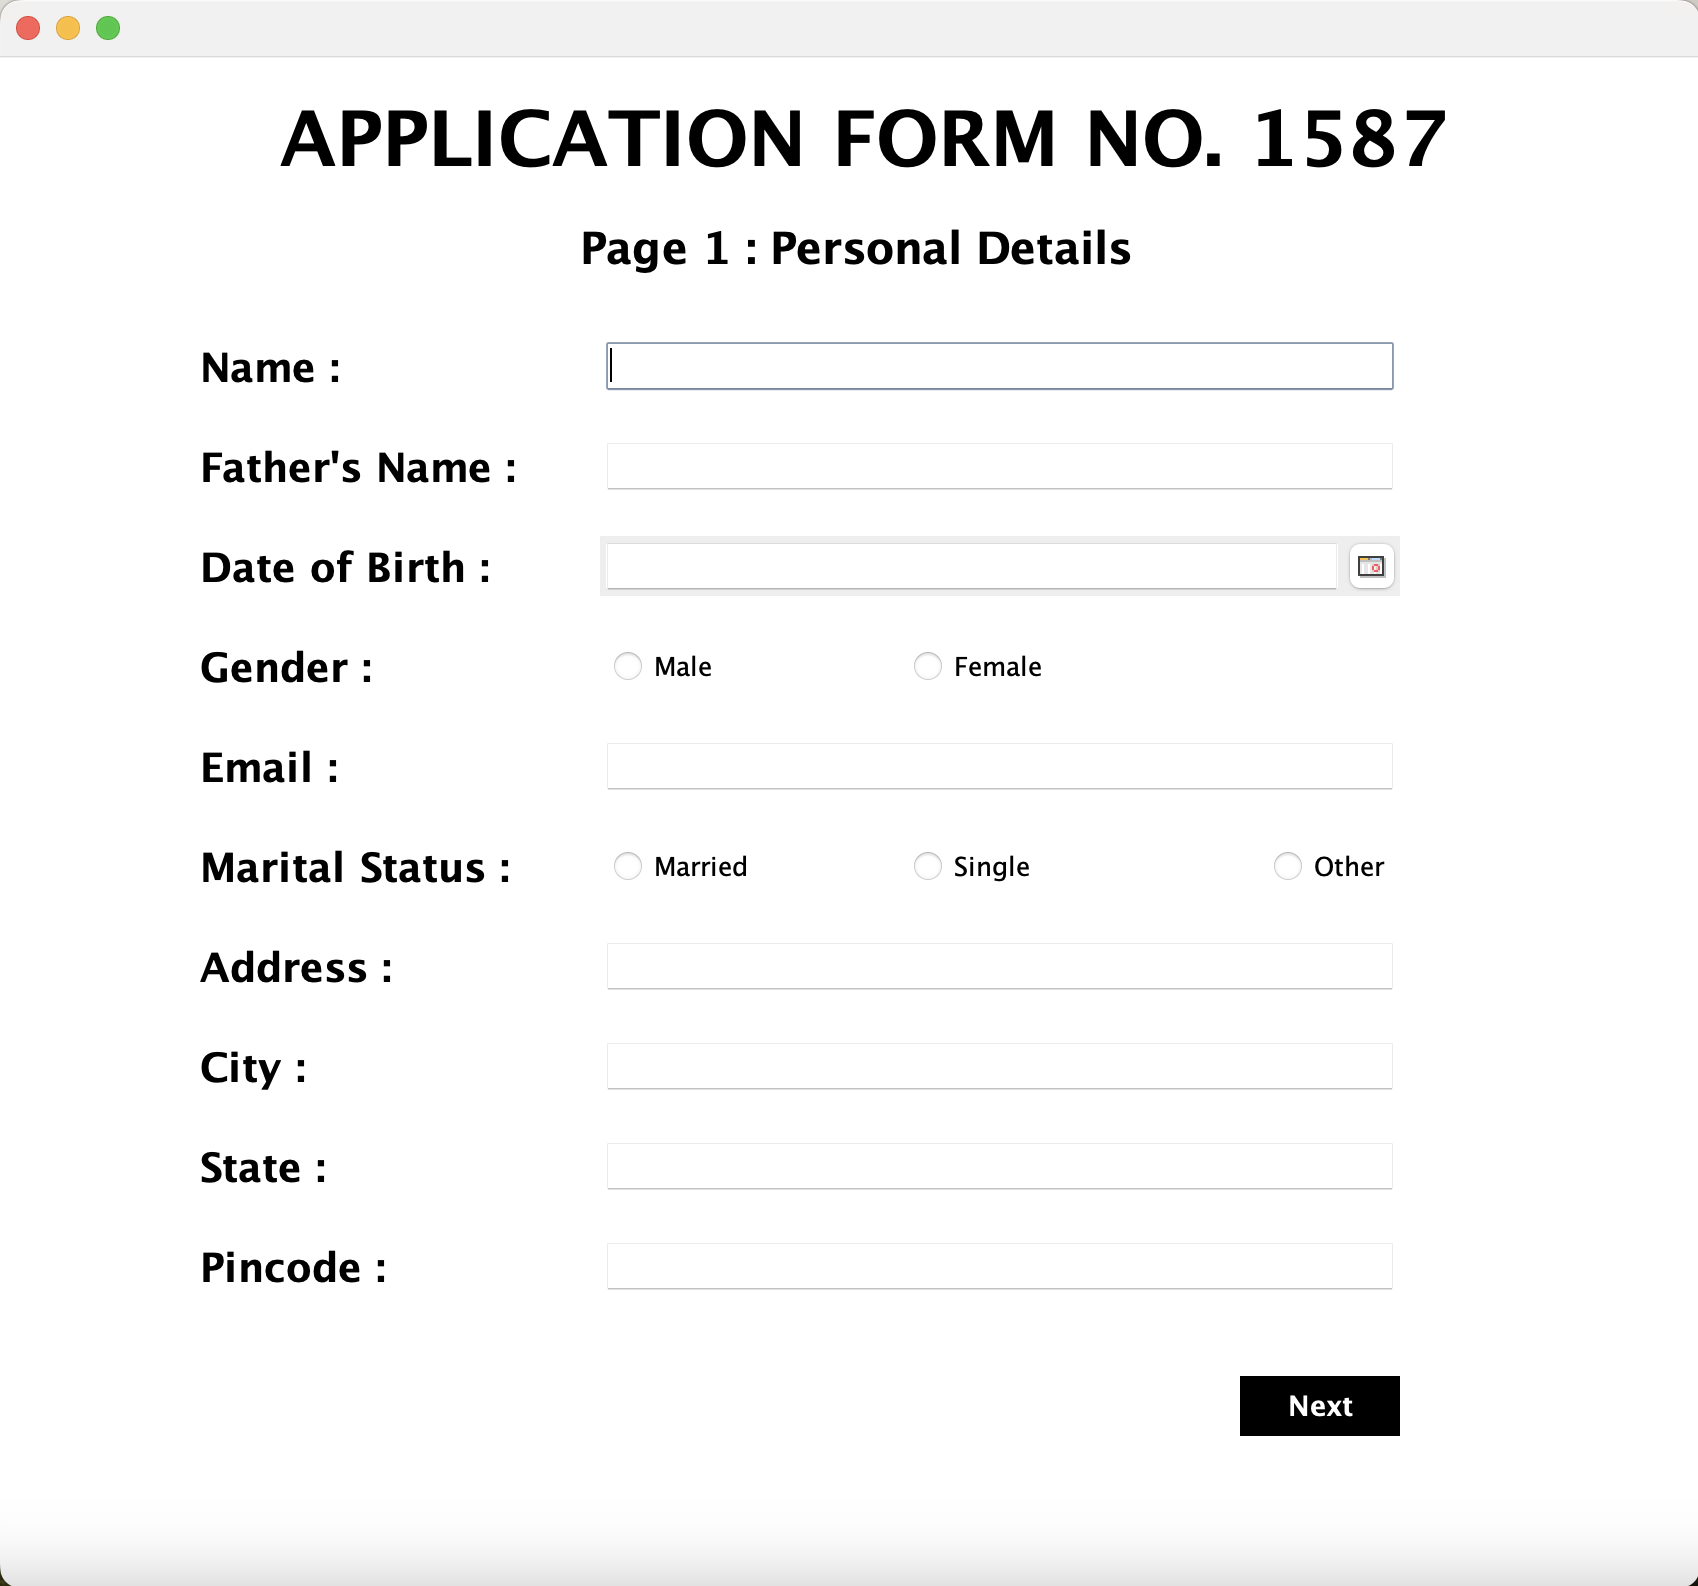 APPLICATION FORM NO. 1587
Page 1 : Personal Details
Name :
Father's Name :
Date of Birth :
Gender : Male Female
Email :
Marital Status : Married Single Other
Address :
City :
State :
Pincode :
Next